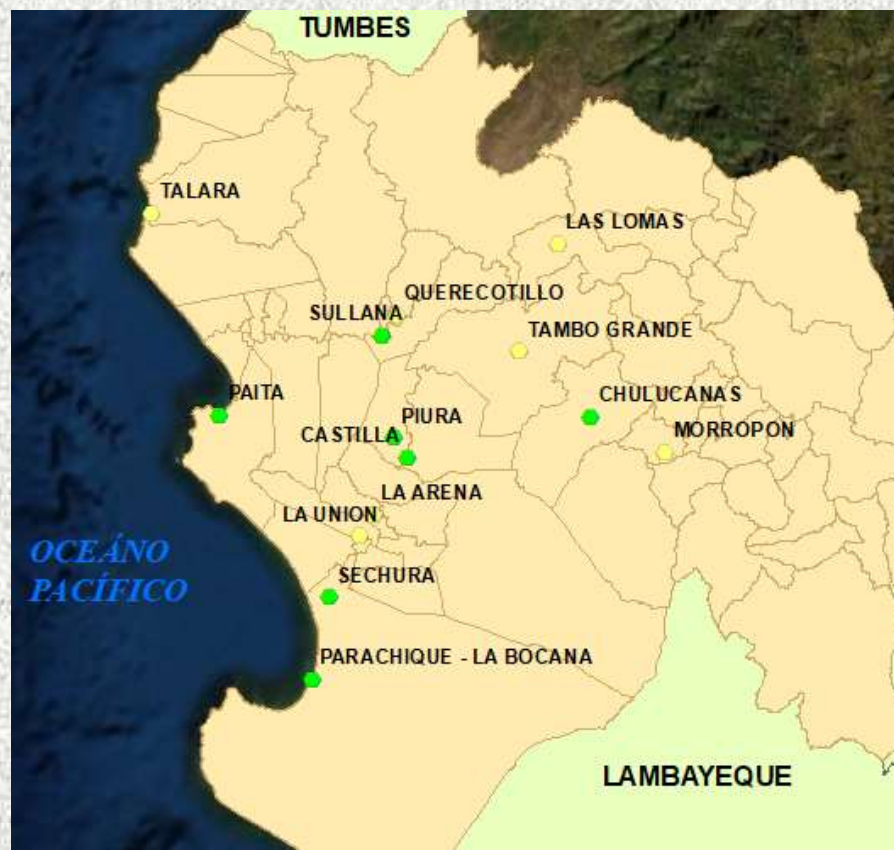 TUMBES
TALARA
LAS LOMAS
QUERECOTILLO
SULLANA
TAMBO GRANDE
PAITA
CHULUCANAS
PIURA
CASTILLA
MORROPON
LA ARENA
LA UNION
OCEÁNO
PACÍFICO
SECHURA
PARACHIQUE - LA BOCANA
LAMBAYEQUE